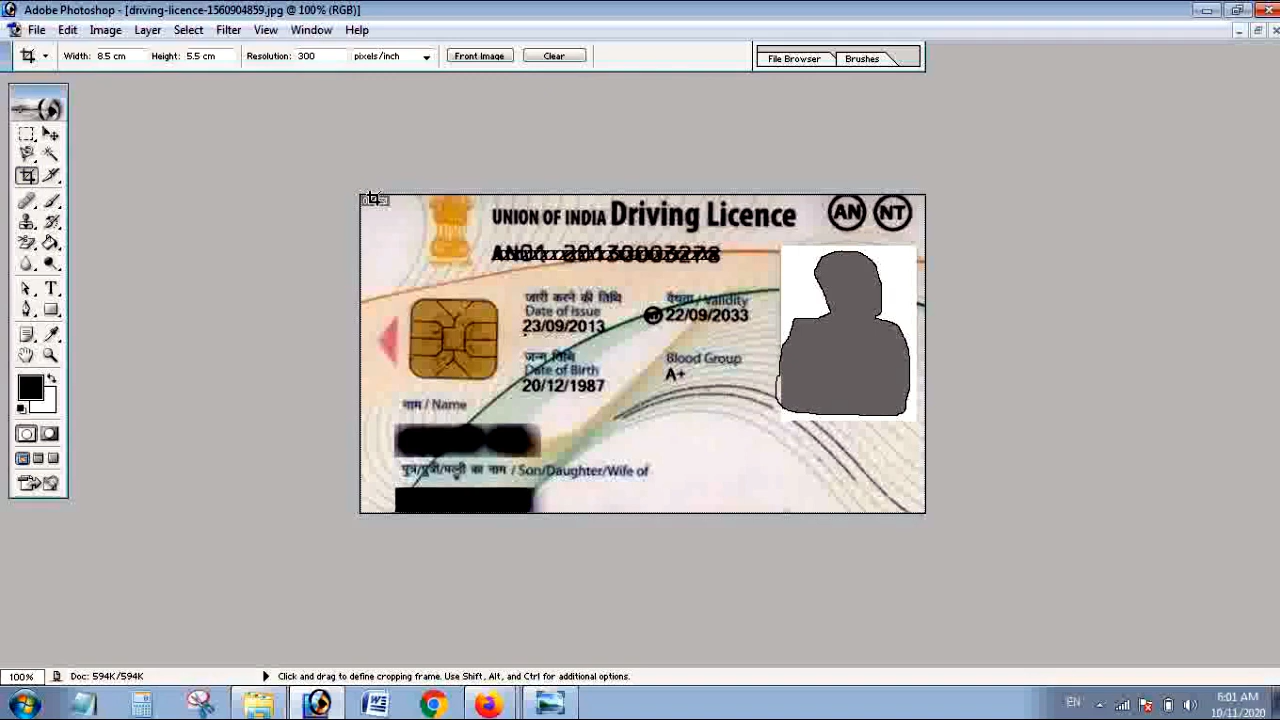 Adobe Photoshop - [driving-licence-1560904859.jpg @ 100% (RGB)]
File Edit Image Layer Select Filter View Window Help
Width: 8.5 cm Height: 5.5 cm Resolution: 300 pixels/inch Front Image Clear File Browser Brushes
UNION OF INDIA Driving Licence AN NT
जारी करने की तिथि
Date of issue
23/09/2013
वैधता / Validity
22/09/2033
जन्म तिथि
Date of Birth
20/12/1987
Blood Group
A+
नाम / Name
पुत्र/पुत्री/पत्नी का नाम / Son/Daughter/Wife of
100% Doc: 594K/594K Click and drag to define cropping frame. Use Shift, Alt, and Ctrl for additional options.
EN 6:01 AM
10/11/2020